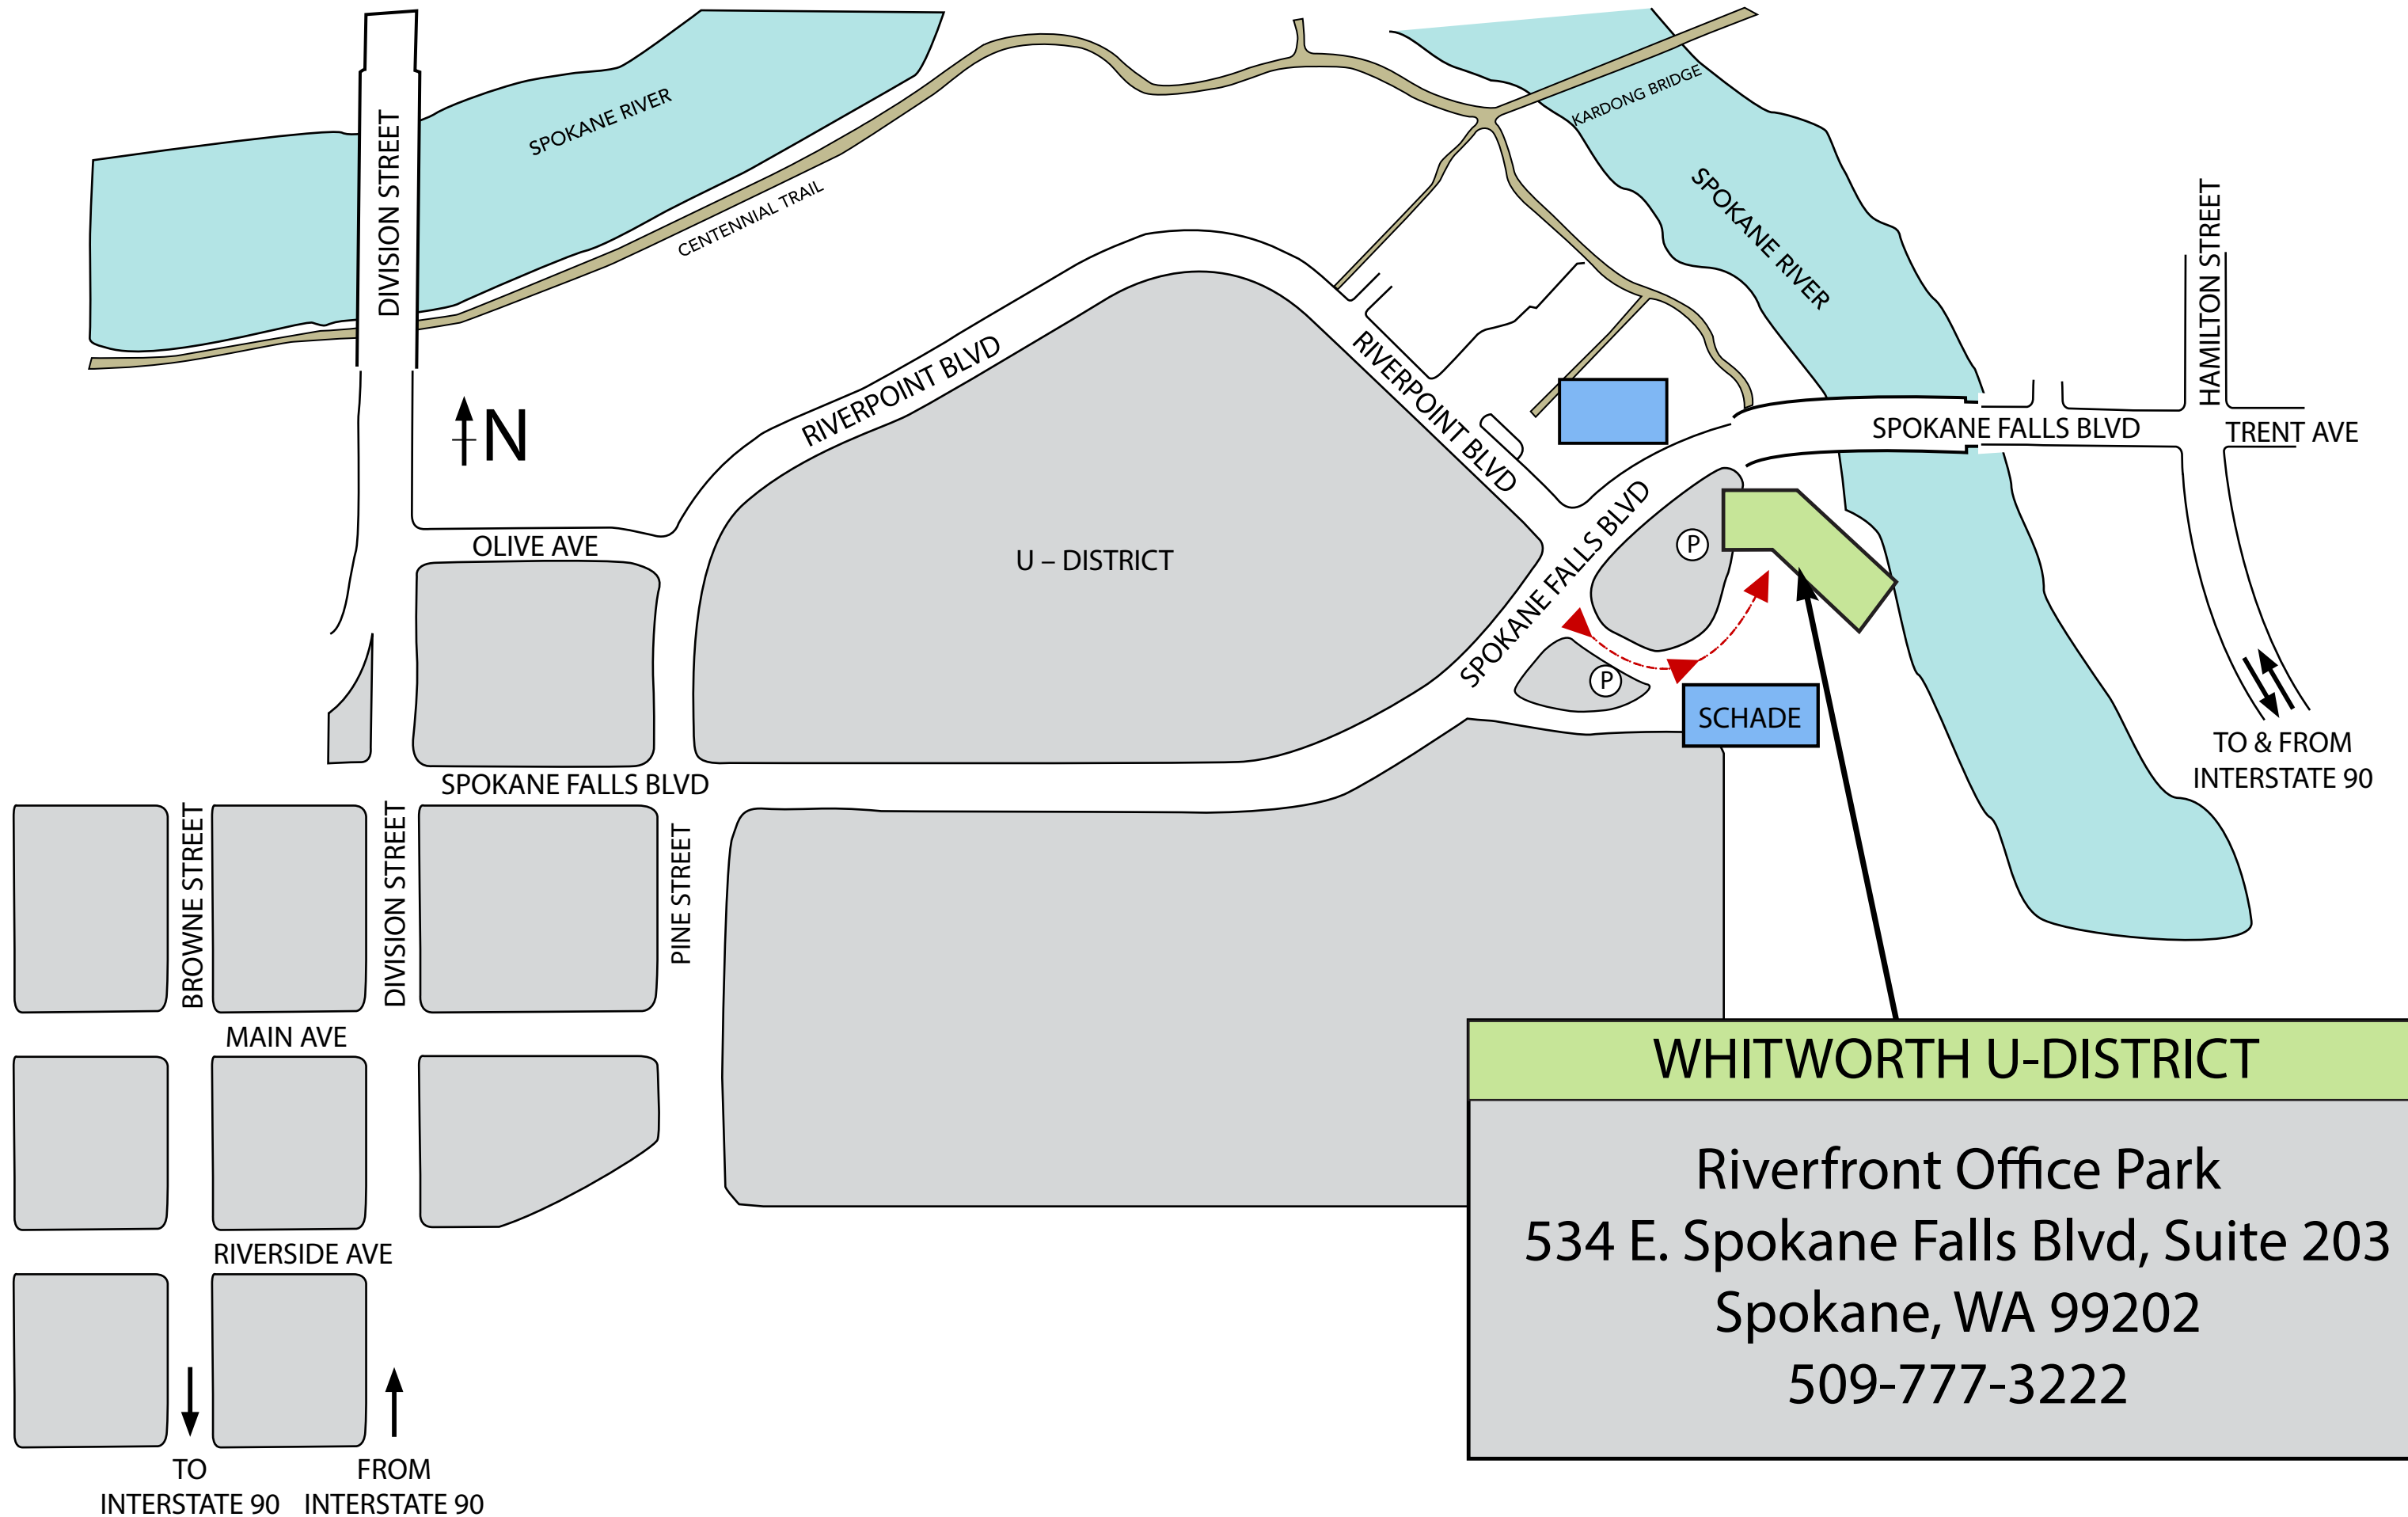 KARDONG BRIDGE
SPOKANE RIVER
DIVISION STREET
CENTENNIAL TRAIL
SPOKANE RIVER
HAMILTON STREET
RIVERPOINT BLVD
RIVERPOINT BLVD
N
SPOKANE FALLS BLVD
TRENT AVE
OLIVE AVE
U – DISTRICT
SPOKANE FALLS BLVD
P
P
SCHADE
TO & FROM
INTERSTATE 90
SPOKANE FALLS BLVD
BROWNE STREET
DIVISION STREET
PINE STREET
MAIN AVE
RIVERSIDE AVE
TO
INTERSTATE 90
FROM
INTERSTATE 90
WHITWORTH U-DISTRICT
Riverfront Office Park
534 E. Spokane Falls Blvd, Suite 203
Spokane, WA 99202
509-777-3222